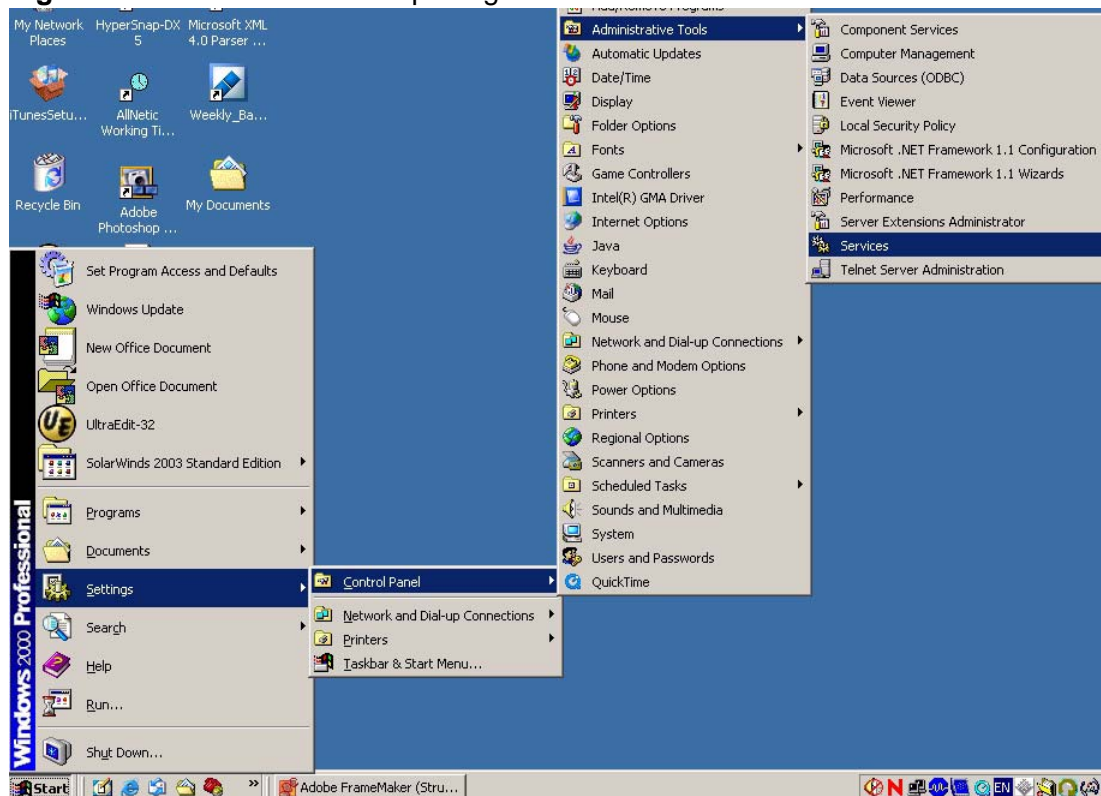 My Network Places
HyperSnap-DX 5
Microsoft XML 4.0 Parser ...
iTunesSetu...
AllNetic Working Ti...
Weekly_Ba...
Recycle Bin
Adobe Photoshop ...
My Documents
Set Program Access and Defaults
Windows Update
New Office Document
Open Office Document
UltraEdit-32
SolarWinds 2003 Standard Edition
Programs
Documents
Settings
Search
Help
Run...
Shut Down...
Windows 2000 Professional
Control Panel
Network and Dial-up Connections
Printers
Taskbar & Start Menu...
Administrative Tools
Automatic Updates
Date/Time
Display
Folder Options
Fonts
Game Controllers
Intel(R) GMA Driver
Internet Options
Java
Keyboard
Mail
Mouse
Network and Dial-up Connections
Phone and Modem Options
Power Options
Printers
Regional Options
Scanners and Cameras
Scheduled Tasks
Sounds and Multimedia
System
Users and Passwords
QuickTime
Component Services
Computer Management
Data Sources (ODBC)
Event Viewer
Local Security Policy
Microsoft .NET Framework 1.1 Configuration
Microsoft .NET Framework 1.1 Wizards
Performance
Server Extensions Administrator
Services
Telnet Server Administration
Start
»
Adobe FrameMaker (Stru...
N
EN